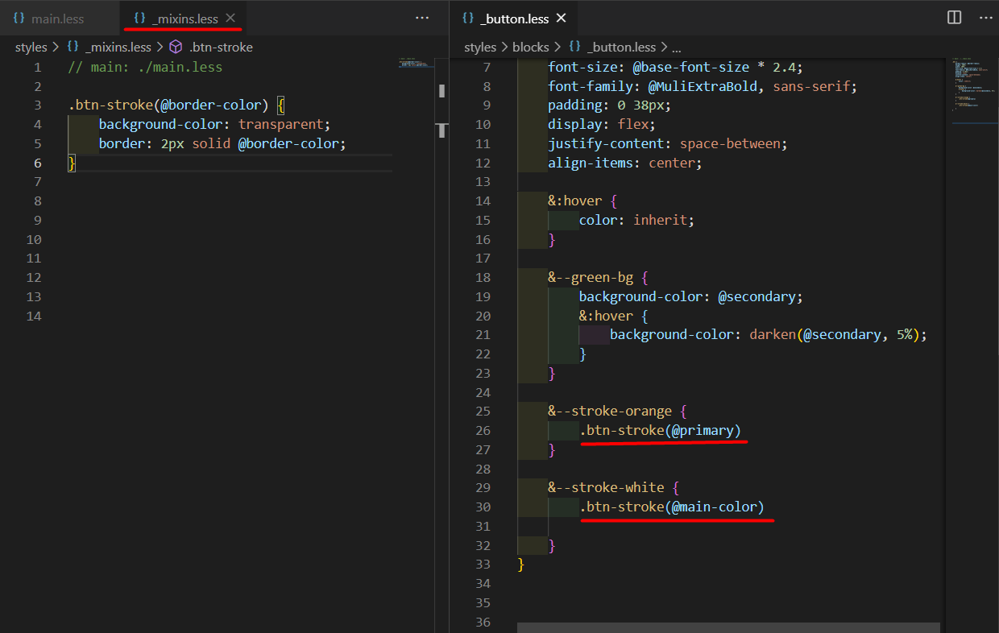 {} main.less
{} _mixins.less ×
...
styles > {} _mixins.less > .btn-stroke
1 // main: ./main.less
2
3 .btn-stroke(@border-color) {
4 background-color: transparent;
5 border: 2px solid @border-color;
6 }
7
8
9
10
11
12
13
14
{} _button.less ×
...
styles > blocks > {} _button.less > ...
7 font-size: @base-font-size * 2.4;
8 font-family: @MuliExtraBold, sans-serif;
9 padding: 0 38px;
10 display: flex;
11 justify-content: space-between;
12 align-items: center;
13
14 &:hover {
15 color: inherit;
16 }
17
18 &--green-bg {
19 background-color: @secondary;
20 &:hover {
21 background-color: darken(@secondary, 5%);
22 }
23 }
24
25 &--stroke-orange {
26 .btn-stroke(@primary)
27 }
28
29 &--stroke-white {
30 .btn-stroke(@main-color)
31
32 }
33 }
34
35
36